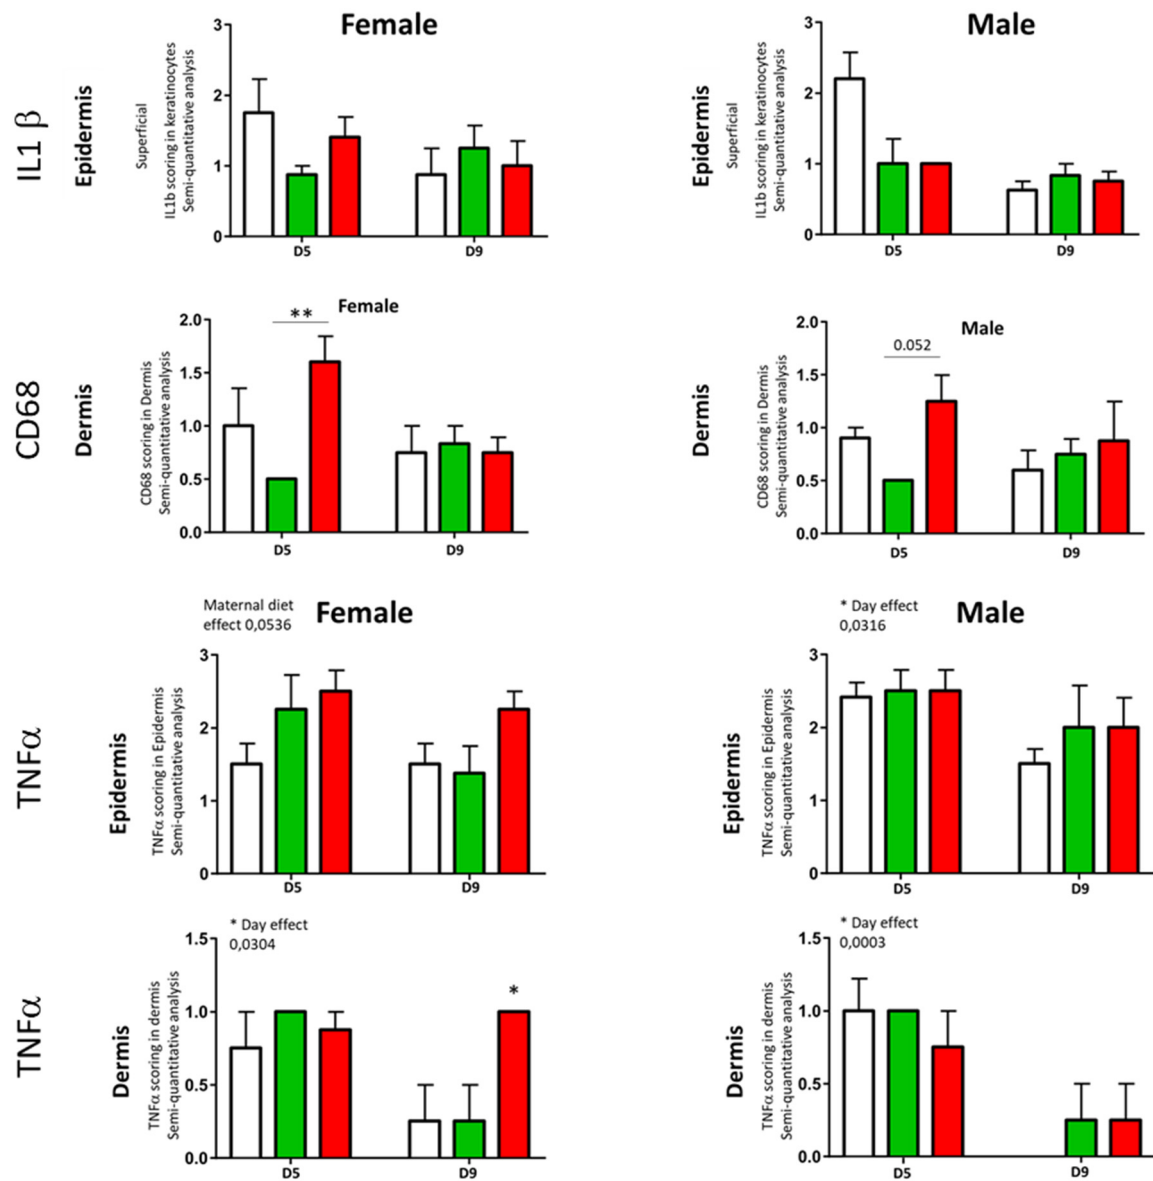 Female
Male
IL1 β
Epidermis
Superficial
IL1b scoring in keratinocytes
Semi-quantitative analysis
3
2
1
0
D5
D9
Epidermis
Superficial
IL1b scoring in keratinocytes
Semi-quantitative analysis
3
2
1
0
D5
D9
CD68
Dermis
CD68 scoring in Dermis
Semi-quantitative analysis
Female
**
2.0
1.5
1.0
0.5
0.0
D5
D9
Dermis
CD68 scoring in Dermis
Semi-quantitative analysis
Male
0.052
2.0
1.5
1.0
0.5
0.0
D5
D9
TNFα
Epidermis
TNFα scoring in Epidermis
Semi-quantitative analysis
Maternal diet
effect 0,0536
Female
3
2
1
0
D5
D9
Epidermis
TNFα scoring in Epidermis
Semi-quantitative analysis
* Day effect
0,0316
Male
3
2
1
0
D5
D9
TNFα
Dermis
TNFα scoring in dermis
Semi-quantitative analysis
* Day effect
0,0304
*
1.5
1.0
0.5
0.0
D5
D9
Dermis
TNFα scoring in dermis
Semi-quantitative analysis
* Day effect
0,0003
1.5
1.0
0.5
0.0
D5
D9